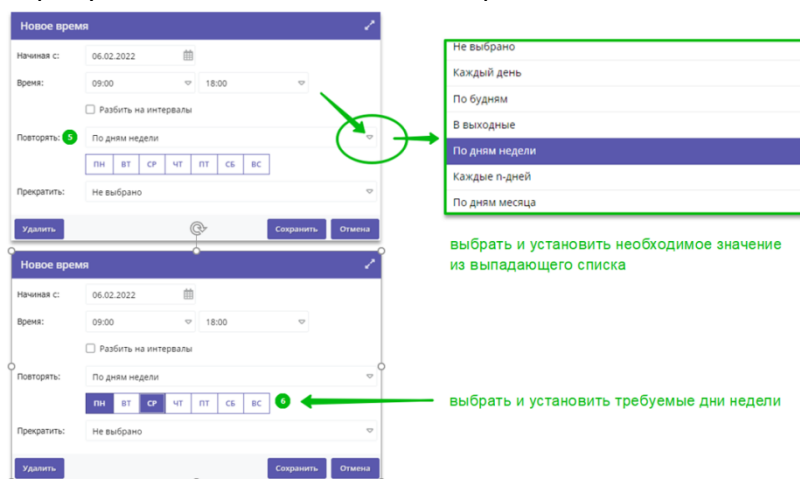 Новое время
Начиная с: 06.02.2022
Время: 09:00 18:00
Разбить на интервалы
Повторять: 5 По дням недели
ПН ВТ СР ЧТ ПТ СБ ВС
Прекратить: Не выбрано
Удалить Сохранить Отмена
Не выбрано
Каждый день
По будням
В выходные
По дням недели
Каждые n-дней
По дням месяца
выбрать и установить необходимое значение
из выпадающего списка
Новое время
Начиная с: 06.02.2022
Время: 09:00 18:00
Разбить на интервалы
Повторять: По дням недели
ПН ВТ СР ЧТ ПТ СБ ВС 6
выбрать и установить требуемые дни недели
Прекратить: Не выбрано
Удалить Сохранить Отмена